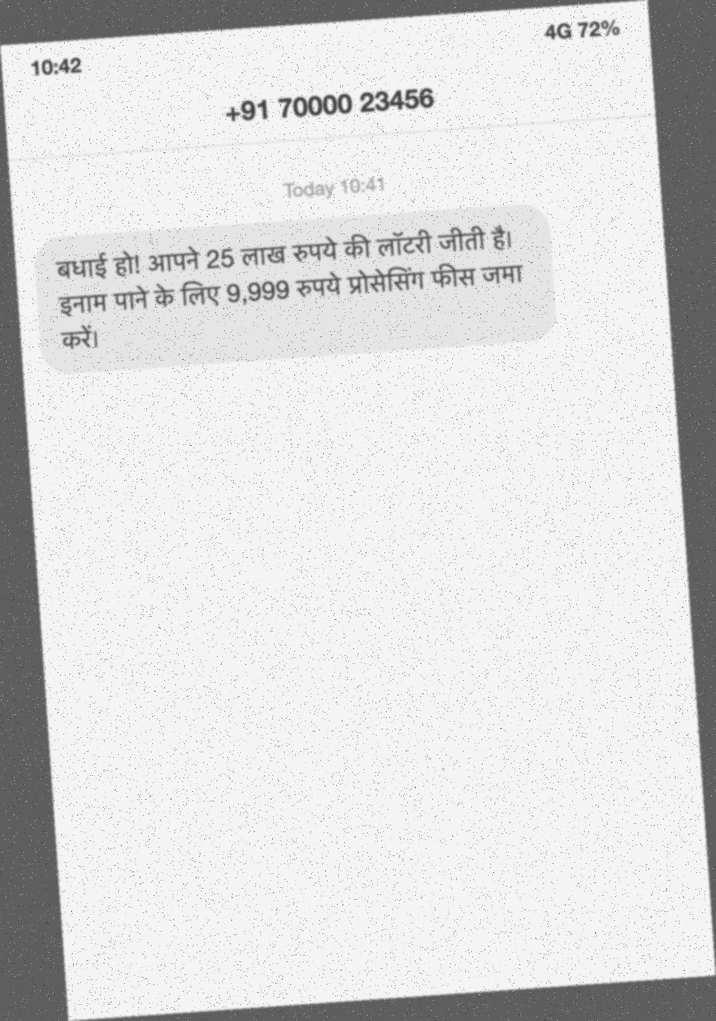 10:42
4G 72%
+91 70000 23456
Today 10:41
बधाई हो! आपने 25 लाख रुपये की लॉटरी जीती है।
इनाम पाने के लिए 9,999 रुपये प्रोसेसिंग फीस जमा
करें।